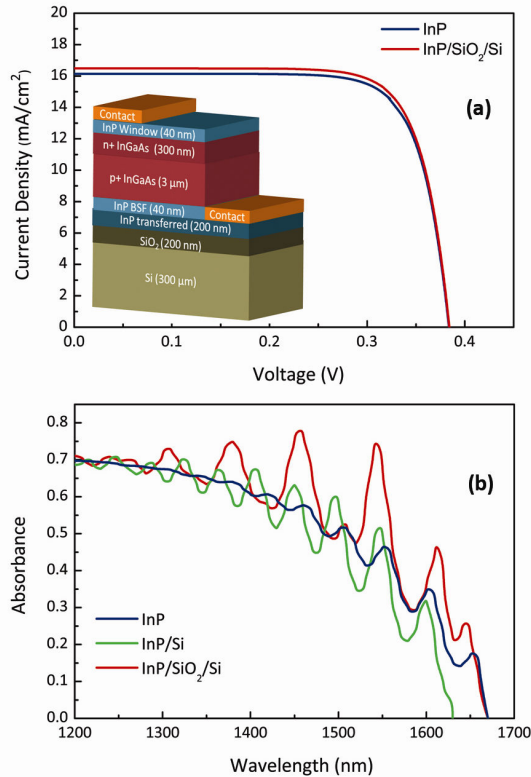 InP
InP/SiO₂/Si
(a)
Contact
InP Window (40 nm)
n+ InGaAs (300 nm)
p+ InGaAs (3 μm)
InP BSF (40 nm)
Contact
InP transferred (200 nm)
SiO₂ (200 nm)
Si (300 μm)
Current Density (mA/cm²)
18
16
14
12
10
8
6
4
2
0
0.0 0.1 0.2 0.3 0.4
Voltage (V)
(b)
Absorbance
0.8
0.7
0.6
0.5
0.4
0.3
0.2
0.1
0.0
InP
InP/Si
InP/SiO₂/Si
1200 1300 1400 1500 1600 1700
Wavelength (nm)